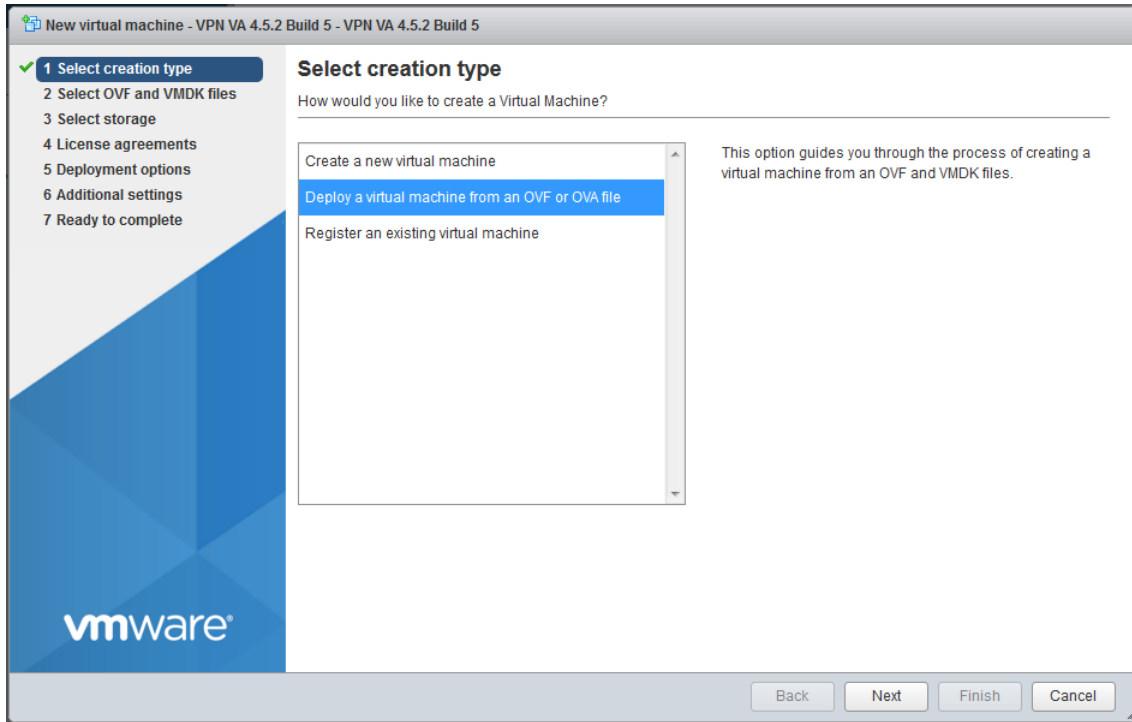 New virtual machine - VPN VA 4.5.2 Build 5 - VPN VA 4.5.2 Build 5
1 Select creation type
2 Select OVF and VMDK files
3 Select storage
4 License agreements
5 Deployment options
6 Additional settings
7 Ready to complete
Select creation type
How would you like to create a Virtual Machine?
Create a new virtual machine
Deploy a virtual machine from an OVF or OVA file
Register an existing virtual machine
This option guides you through the process of creating a
virtual machine from an OVF and VMDK files.
vmware®
Back Next Finish Cancel